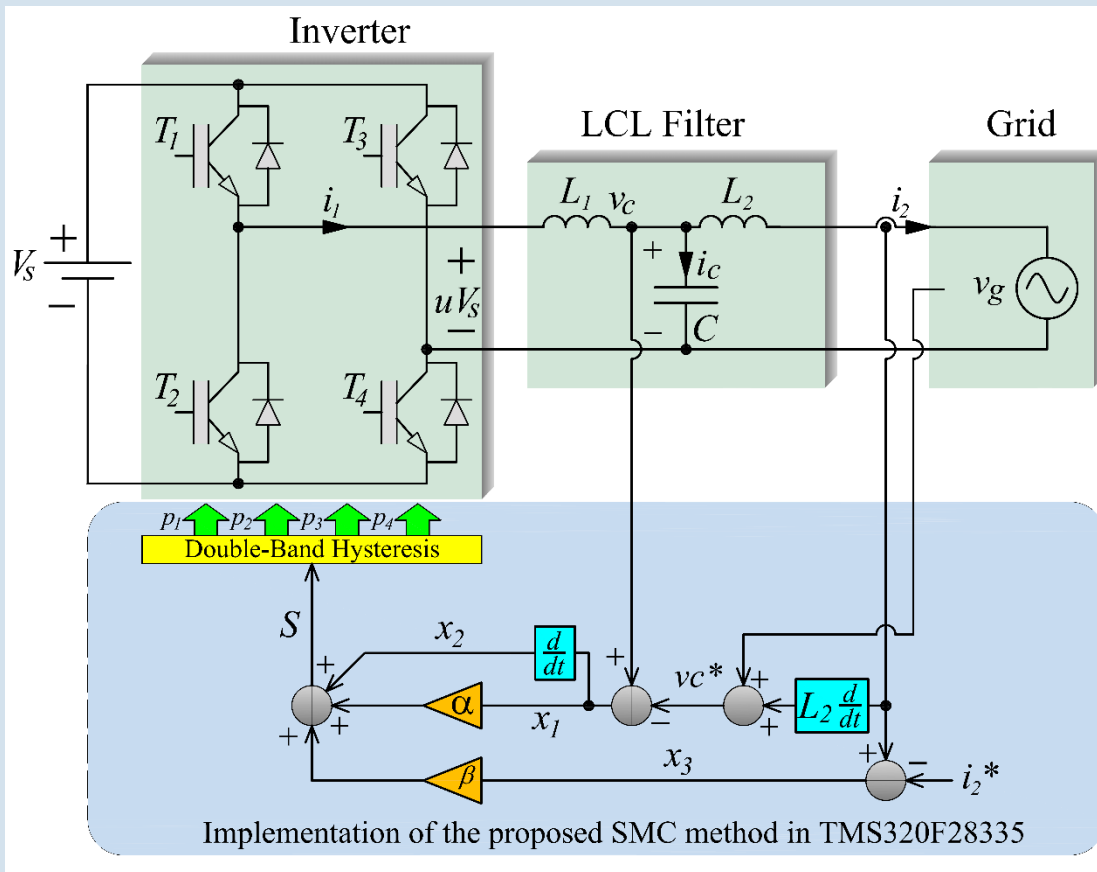 Inverter
LCL Filter
Grid
T1
T3
i1
L1
vc
L2
i2
+
Vs
−
+
uVs
−
+
ic
−
C
vg
T2
T4
p1 p2 p3 p4
Double-Band Hysteresis
S
x2
d/dt
+
+
+
α
x1
+
−
vc*
+
+
L2 d/dt
β
x3
+
−
i2*
Implementation of the proposed SMC method in TMS320F28335